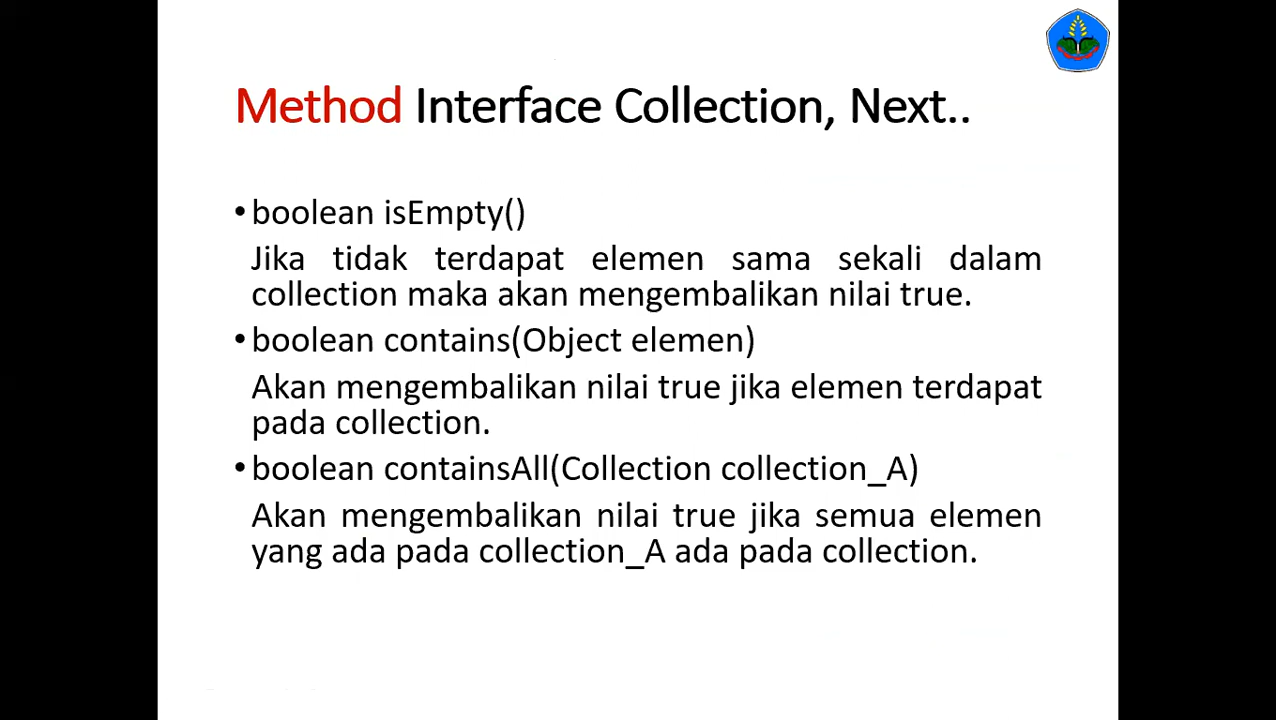 Method Interface Collection, Next..
•boolean isEmpty()
Jika tidak terdapat elemen sama sekali dalam
collection maka akan mengembalikan nilai true.
•boolean contains(Object elemen)
Akan mengembalikan nilai true jika elemen terdapat
pada collection.
•boolean containsAll(Collection collection_A)
Akan mengembalikan nilai true jika semua elemen
yang ada pada collection_A ada pada collection.